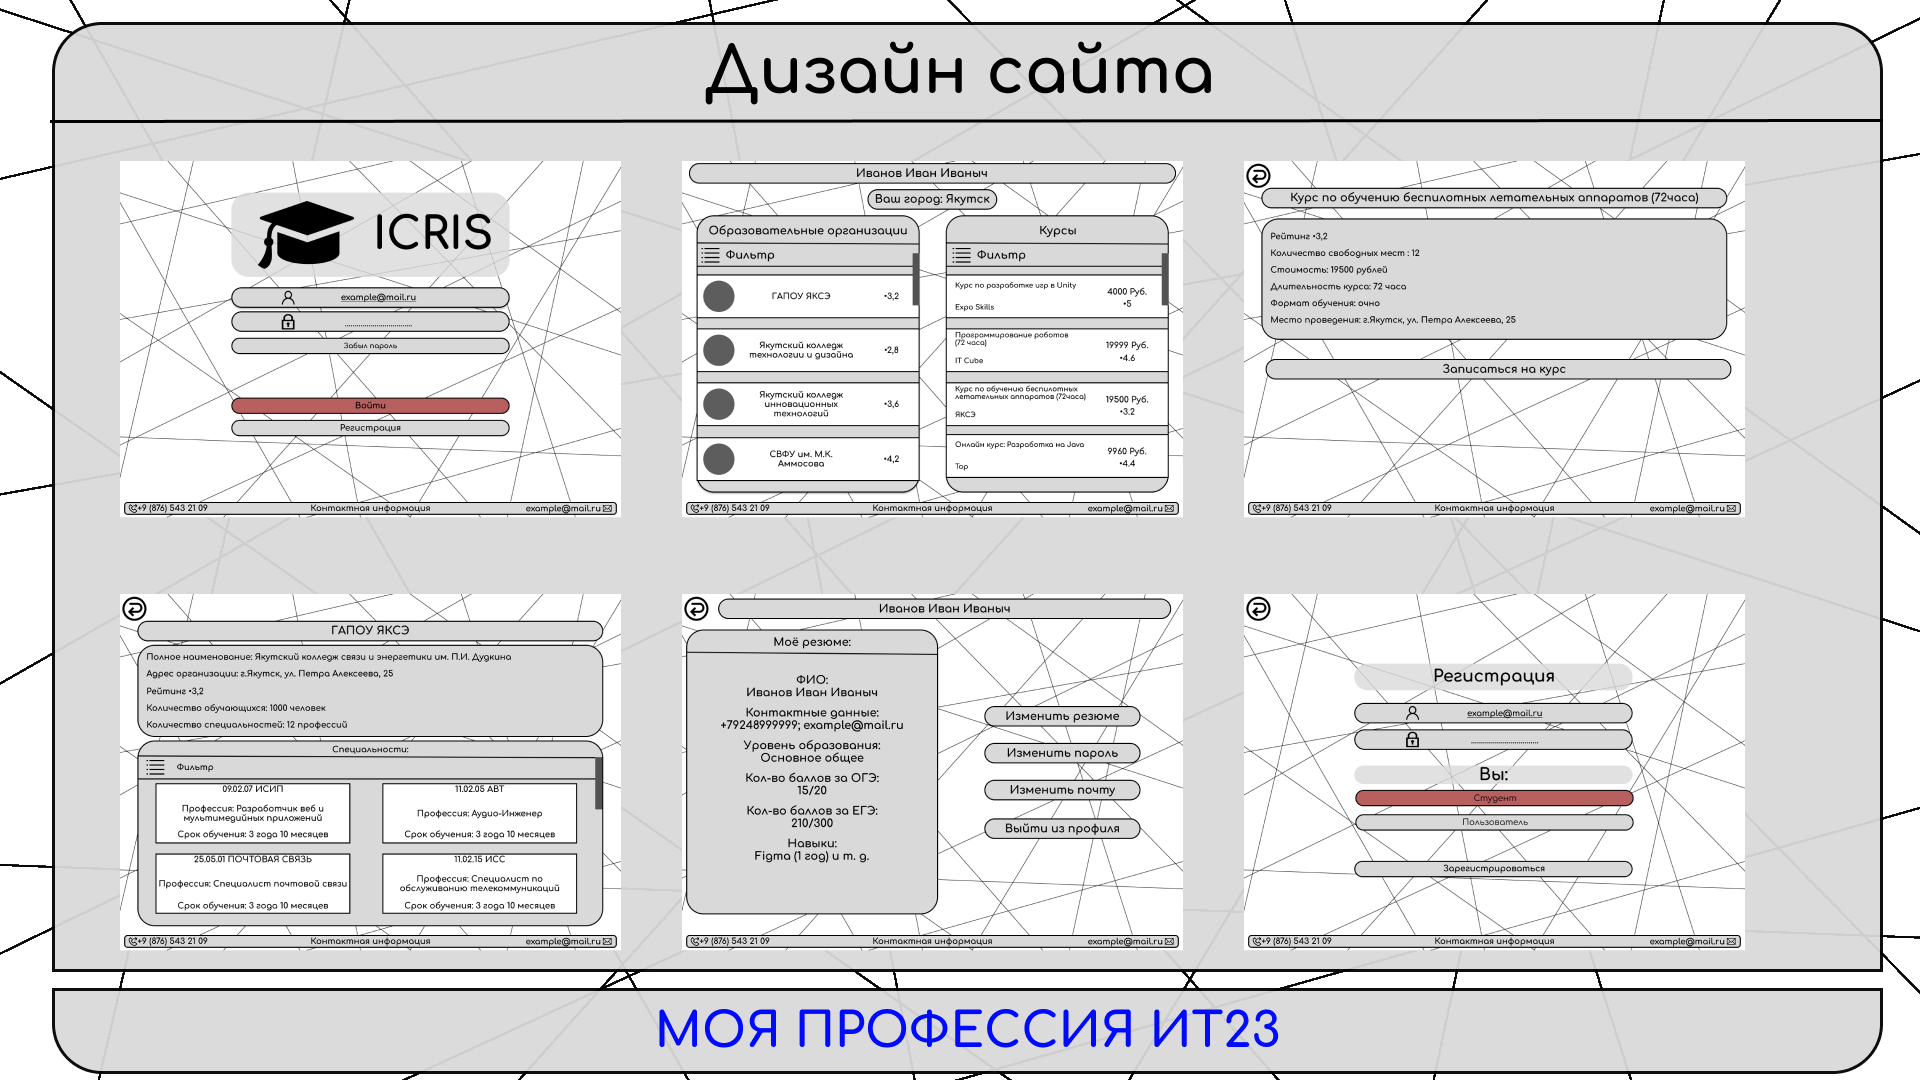 Дизайн сайта
ICRIS
example@mail.ru
Забыл пароль
Войти
Регистрация
+9 (876) 543 21 09 Контактная информация example@mail.ru
Иванов Иван Иваныч
Ваш город: Якутск
Образовательные организации
Фильтр
ГАПОУ ЯКСЭ •3,2
Якутский колледж
технологии и дизайна
•2,8
Якутский колледж
инновационных
технологий
•3,6
СВФУ им. М.К.
Аммосова
•4,2
Курсы
Фильтр
Курс по разработке игр в Unity
Expo Skills
4000 Руб.
•5
Программирование роботов
(72 часа)
IT Cube
19999 Руб.
•4.6
Курс по обучению беспилотных
летательных аппаратов (72часа)
ЯКСЭ
19500 Руб.
•3.2
Онлайн курс: Разработка на Java
Top
9960 Руб.
•4.4
+9 (876) 543 21 09 Контактная информация example@mail.ru
Курс по обучению беспилотных летательных аппаратов (72часа)
Рейтинг •3,2
Количество свободных мест : 12
Стоимость: 19500 рублей
Длительность курса: 72 часа
Формат обучения: очно
Место проведения: г.Якутск, ул. Петра Алексеева, 25
Записаться на курс
+9 (876) 543 21 09 Контактная информация example@mail.ru
ГАПОУ ЯКСЭ
Полное наименование: Якутский колледж связи и энергетики им. П.И. Дудкина
Адрес организации: г.Якутск, ул. Петра Алексеева, 25
Рейтинг •3,2
Количество обучающихся: 1000 человек
Количество специальностей: 12 профессий
Специальности:
Фильтр
09.02.07 ИСИП
Профессия: Разработчик веб и
мультимедийных приложений
Срок обучения: 3 года 10 месяцев
11.02.05 АВТ
Профессия: Аудио-Инженер
Срок обучения: 3 года 10 месяцев
25.05.01 ПОЧТОВАЯ СВЯЗЬ
Профессия: Специалист почтовой связи
Срок обучения: 3 года 10 месяцев
11.02.15 ИСС
Профессия: Специалист по
обслуживанию телекоммуникаций
Срок обучения: 3 года 10 месяцев
+9 (876) 543 21 09 Контактная информация example@mail.ru
Иванов Иван Иваныч
Моё резюме:
ФИО:
Иванов Иван Иваныч
Контактные данные:
+79248999999; example@mail.ru
Уровень образования:
Основное общее
Кол-во баллов за ОГЭ:
15/20
Кол-во баллов за ЕГЭ:
210/300
Навыки:
Figma (1 год) и т. д.
Изменить резюме
Изменить пароль
Изменить почту
Выйти из профиля
+9 (876) 543 21 09 Контактная информация example@mail.ru
Регистрация
example@mail.ru
Вы:
Студент
Пользователь
Зарегистрироваться
+9 (876) 543 21 09 Контактная информация example@mail.ru
МОЯ ПРОФЕССИЯ ИТ23